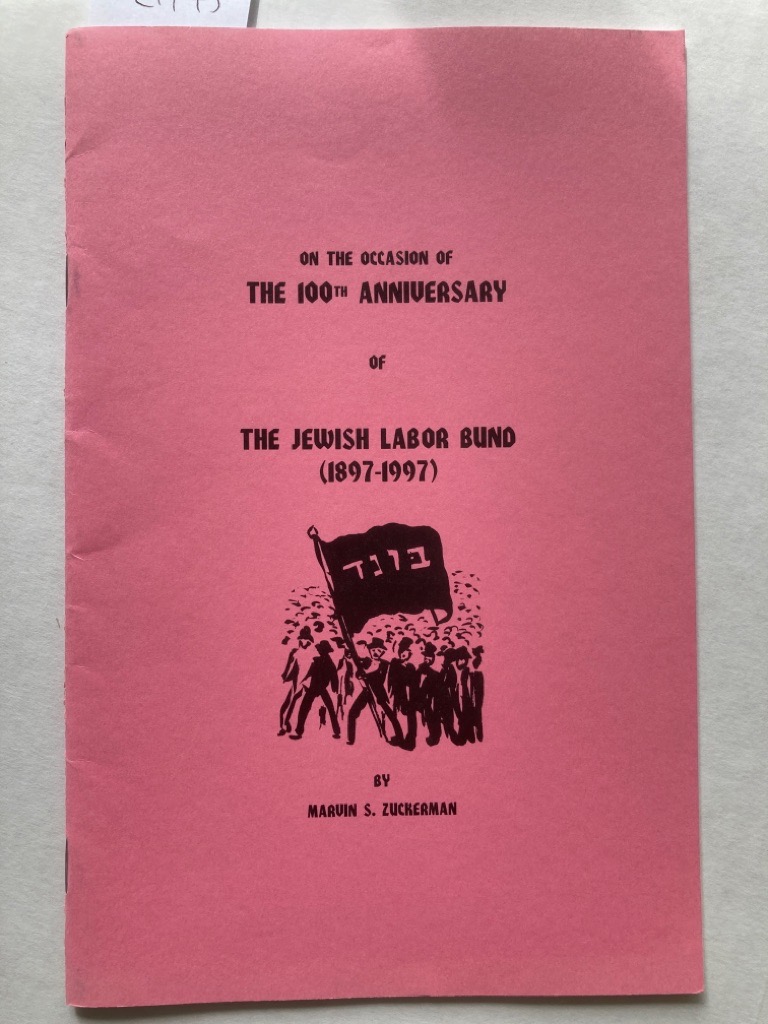 ON THE OCCASION OF
THE 100TH ANNIVERSARY
OF
THE JEWISH LABOR BUND
(1897-1997)
בונד
BY
MARVIN S. ZUCKERMAN